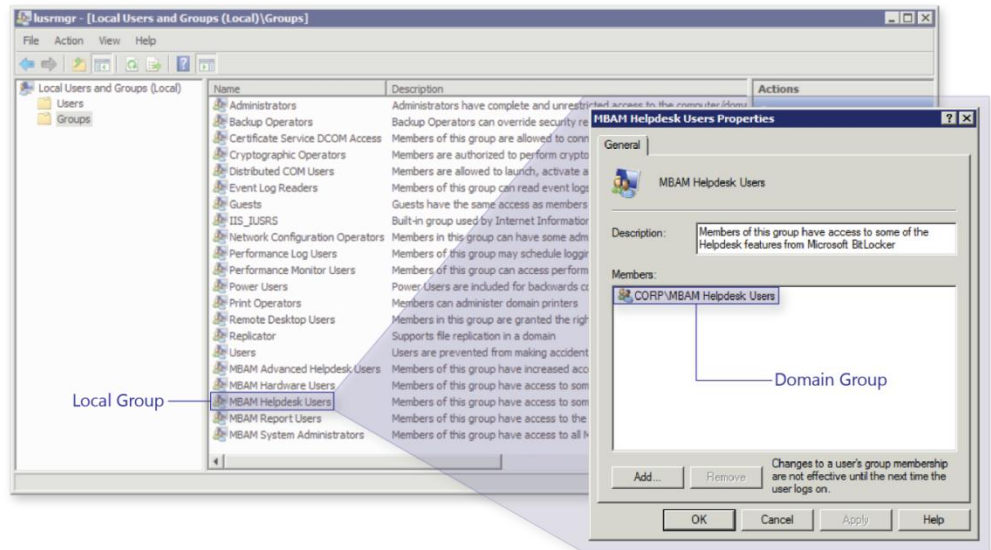 lusrmgr - [Local Users and Groups (Local)\Groups]
File Action View Help
Local Users and Groups (Local)
Users
Groups
Name Description Actions
Administrators Administrators have complete and unrestricted access to the computer/doma
Backup Operators Backup Operators can override security re
Certificate Service DCOM Access Members of this group are allowed to conn
Cryptographic Operators Members are authorized to perform crypto
Distributed COM Users Members are allowed to launch, activate a
Event Log Readers Members of this group can read event logs
Guests Guests have the same access as members
IIS_IUSRS Built-in group used by Internet Information
Network Configuration Operators Members in this group can have some adm
Performance Log Users Members of this group may schedule loggin
Performance Monitor Users Members of this group can access perform
Power Users Power Users are included for backwards co
Print Operators Members can administer domain printers
Remote Desktop Users Members in this group are granted the righ
Replicator Supports file replication in a domain
Users Users are prevented from making accident
MBAM Advanced Helpdesk Users Members of this group have increased acc
MBAM Hardware Users Members of this group have access to som
Local Group MBAM Helpdesk Users Members of this group have access to som
MBAM Report Users Members of this group have access to the
MBAM System Administrators Members of this group have access to all M
MBAM Helpdesk Users Properties
General
MBAM Helpdesk Users
Description: Members of this group have access to some of the
Helpdesk features from Microsoft BitLocker
Members:
CORP\MBAM Helpdesk Users
Domain Group
Add... Remove
Changes to a user's group membership
are not effective until the next time the
user logs on.
OK Cancel Apply Help